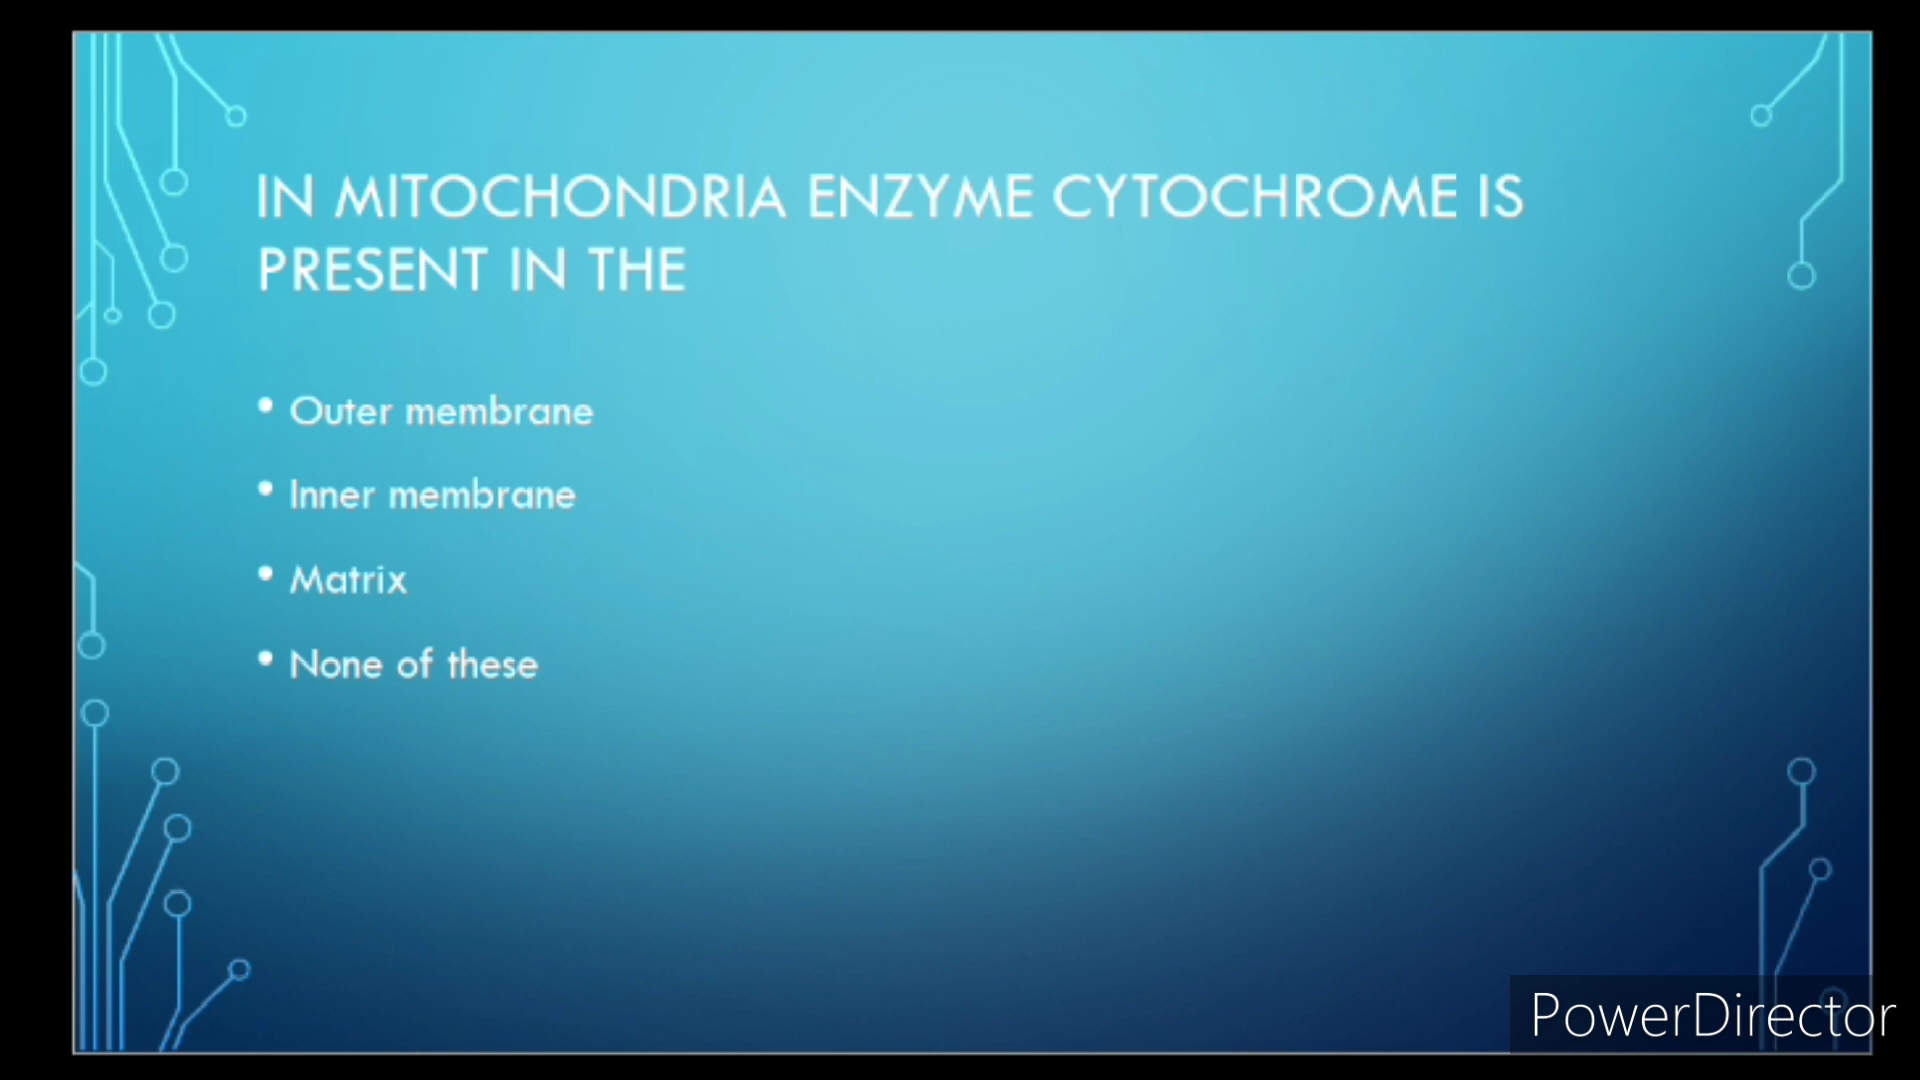 IN MITOCHONDRIA ENZYME CYTOCHROME IS
PRESENT IN THE
• Outer membrane
• Inner membrane
• Matrix
• None of these
PowerDirector